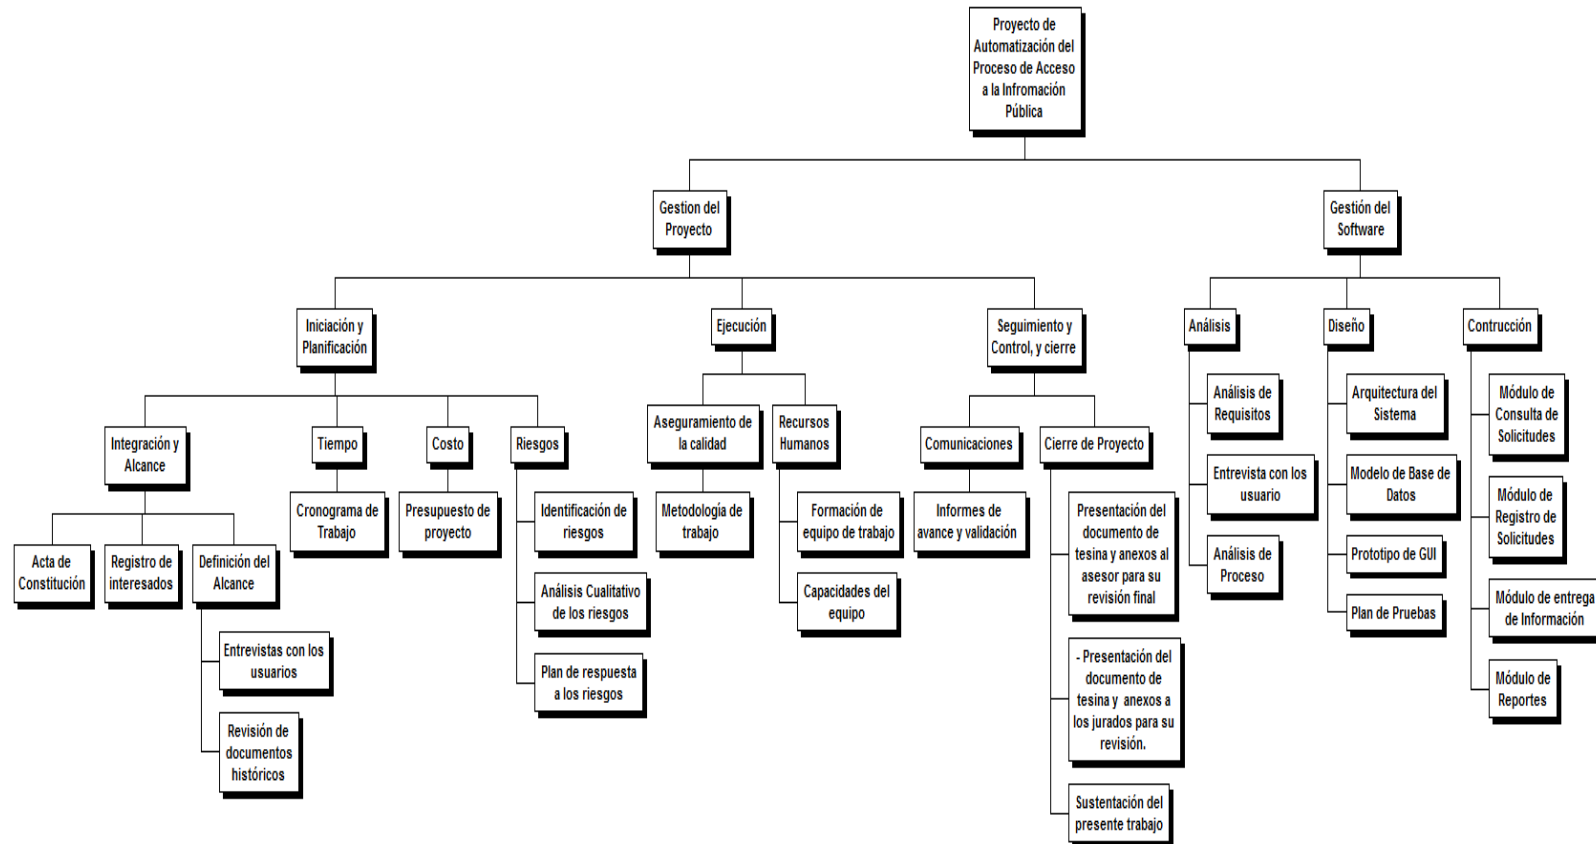 Proyecto de
Automatización del
Proceso de Acceso
a la Infromación
Pública
Gestion del
Proyecto
Gestión del
Software
Iniciación y
Planificación
Ejecución
Seguimiento y
Control, y cierre
Análisis
Diseño
Contrucción
Integración y
Alcance
Tiempo
Costo
Riesgos
Aseguramiento de
la calidad
Recursos
Humanos
Comunicaciones
Cierre de Proyecto
Acta de
Constitución
Registro de
interesados
Definición del
Alcance
Entrevistas con los
usuarios
Revisión de
documentos
históricos
Cronograma de
Trabajo
Presupuesto de
proyecto
Identificación de
riesgos
Análisis Cualitativo
de los riesgos
Plan de respuesta
a los riesgos
Metodología de
trabajo
Formación de
equipo de trabajo
Capacidades del
equipo
Informes de
avance y validación
Presentación del
documento de
tesina y anexos al
asesor para su
revisión final
- Presentación del
documento de
tesina y anexos a
los jurados para su
revisión.
Sustentación del
presente trabajo
Análisis de
Requisitos
Entrevista con los
usuario
Análisis de
Proceso
Arquitectura del
Sistema
Modelo de Base de
Datos
Prototipo de GUI
Plan de Pruebas
Módulo de
Consulta de
Solicitudes
Módulo de
Registro de
Solicitudes
Módulo de entrega
de Información
Módulo de
Reportes